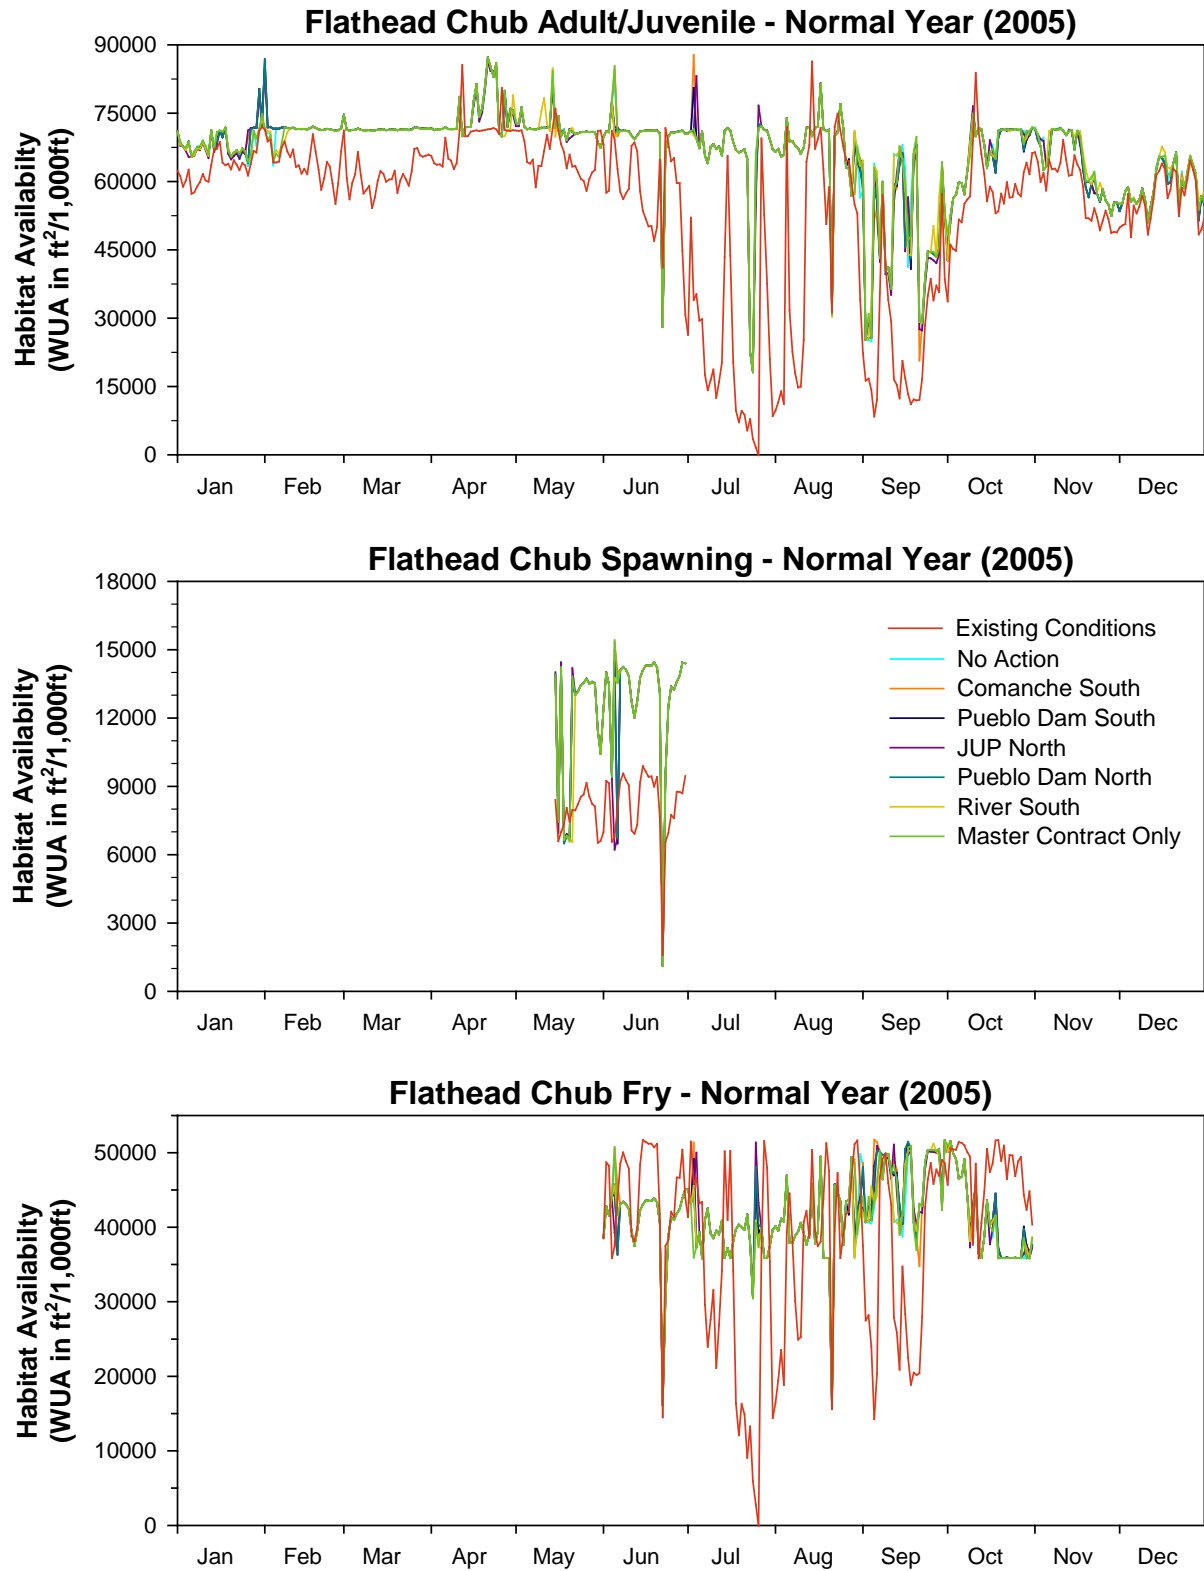 Flathead Chub Adult/Juvenile - Normal Year (2005)
Habitat Availabilty
(WUA in ft²/1,000ft)
90000
75000
60000
45000
30000
15000
0
Jan Feb Mar Apr May Jun Jul Aug Sep Oct Nov Dec
Flathead Chub Spawning - Normal Year (2005)
Habitat Availabilty
(WUA in ft²/1,000ft)
18000
15000
12000
9000
6000
3000
0
Existing Conditions
No Action
Comanche South
Pueblo Dam South
JUP North
Pueblo Dam North
River South
Master Contract Only
Jan Feb Mar Apr May Jun Jul Aug Sep Oct Nov Dec
Flathead Chub Fry - Normal Year (2005)
Habitat Availabilty
(WUA in ft²/1,000ft)
50000
40000
30000
20000
10000
0
Jan Feb Mar Apr May Jun Jul Aug Sep Oct Nov Dec